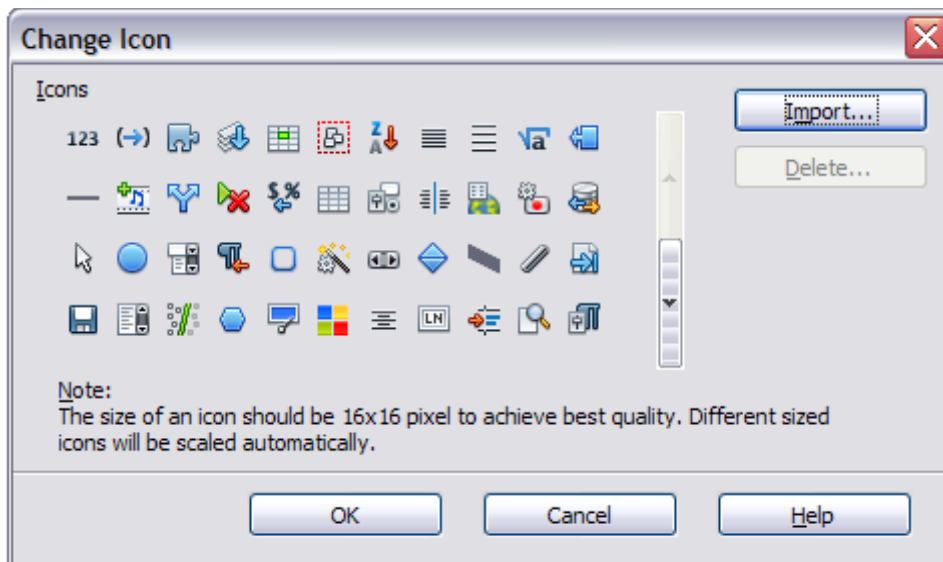 Change Icon
Icons
Import...
Delete...
123
Z
A
√a
$ %
LN
Note:
The size of an icon should be 16x16 pixel to achieve best quality. Different sized
icons will be scaled automatically.
OK
Cancel
Help